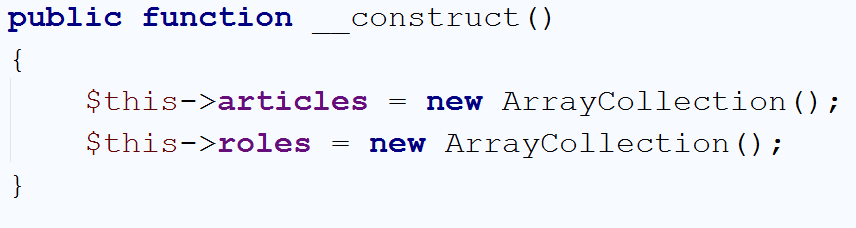 public function __construct()
{
    $this->articles = new ArrayCollection();
    $this->roles = new ArrayCollection();
}